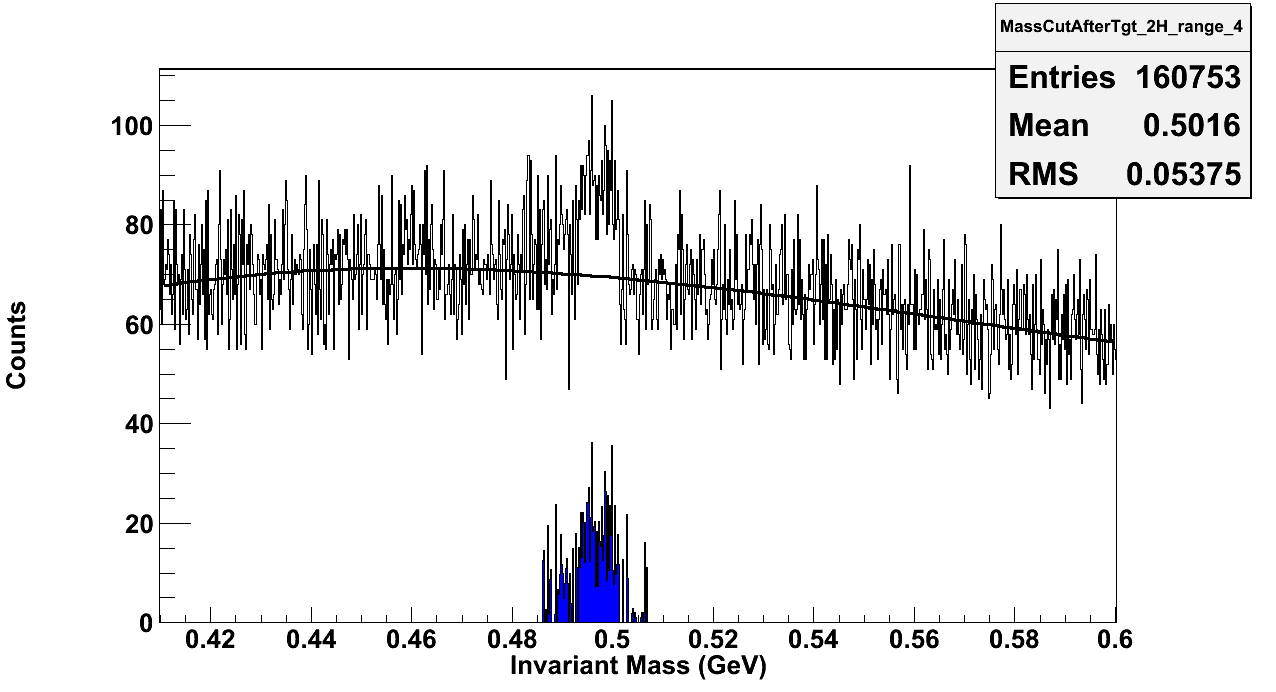 MassCutAfterTgt_2H_range_4
Entries 160753
Mean 0.5016
RMS 0.05375
100
80
60
40
20
0
Counts
0.42 0.44 0.46 0.48 0.5 0.52 0.54 0.56 0.58 0.6
Invariant Mass (GeV)